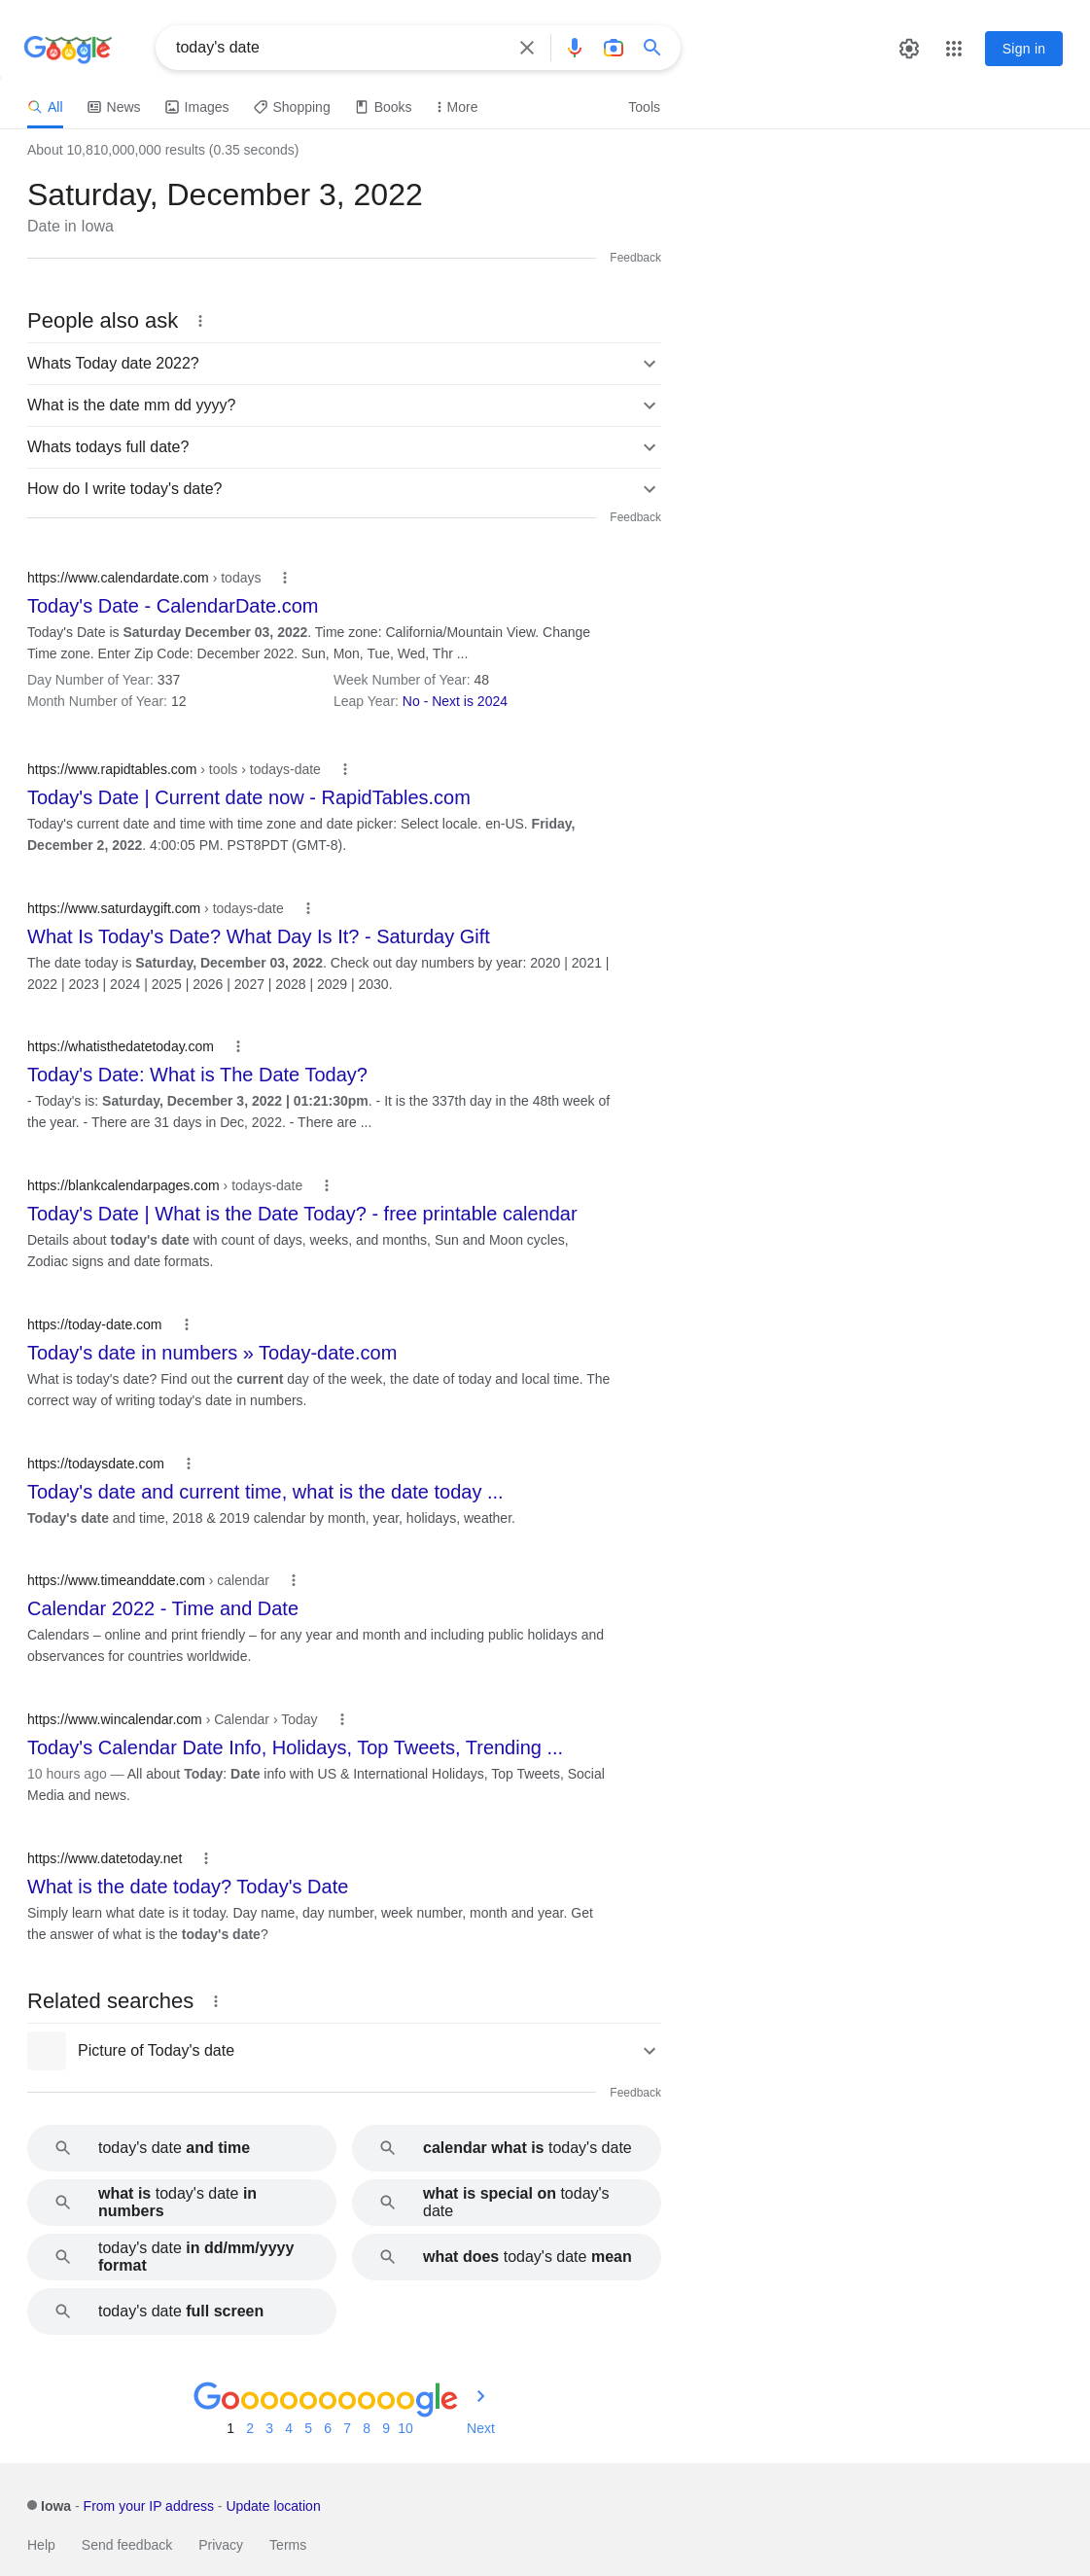 Google
today's date
Sign in
All News Images Shopping Books More Tools
About 10,810,000,000 results (0.35 seconds)
Saturday, December 3, 2022
Date in Iowa
Feedback
People also ask
Whats Today date 2022?
What is the date mm dd yyyy?
Whats todays full date?
How do I write today's date?
Feedback
https://www.calendardate.com › todays
Today's Date - CalendarDate.com
Today's Date is Saturday December 03, 2022. Time zone: California/Mountain View. Change
Time zone. Enter Zip Code: December 2022. Sun, Mon, Tue, Wed, Thr ...
Day Number of Year: 337 Week Number of Year: 48
Month Number of Year: 12 Leap Year: No - Next is 2024
https://www.rapidtables.com › tools › todays-date
Today's Date | Current date now - RapidTables.com
Today's current date and time with time zone and date picker: Select locale. en-US. Friday,
December 2, 2022. 4:00:05 PM. PST8PDT (GMT-8).
https://www.saturdaygift.com › todays-date
What Is Today's Date? What Day Is It? - Saturday Gift
The date today is Saturday, December 03, 2022. Check out day numbers by year: 2020 | 2021 |
2022 | 2023 | 2024 | 2025 | 2026 | 2027 | 2028 | 2029 | 2030.
https://whatisthedatetoday.com
Today's Date: What is The Date Today?
- Today's is: Saturday, December 3, 2022 | 01:21:30pm. - It is the 337th day in the 48th week of
the year. - There are 31 days in Dec, 2022. - There are ...
https://blankcalendarpages.com › todays-date
Today's Date | What is the Date Today? - free printable calendar
Details about today's date with count of days, weeks, and months, Sun and Moon cycles,
Zodiac signs and date formats.
https://today-date.com
Today's date in numbers » Today-date.com
What is today's date? Find out the current day of the week, the date of today and local time. The
correct way of writing today's date in numbers.
https://todaysdate.com
Today's date and current time, what is the date today ...
Today's date and time, 2018 & 2019 calendar by month, year, holidays, weather.
https://www.timeanddate.com › calendar
Calendar 2022 - Time and Date
Calendars – online and print friendly – for any year and month and including public holidays and
observances for countries worldwide.
https://www.wincalendar.com › Calendar › Today
Today's Calendar Date Info, Holidays, Top Tweets, Trending ...
10 hours ago — All about Today: Date info with US & International Holidays, Top Tweets, Social
Media and news.
https://www.datetoday.net
What is the date today? Today's Date
Simply learn what date is it today. Day name, day number, week number, month and year. Get
the answer of what is the today's date?
Related searches
Picture of Today's date
Feedback
today's date and time
calendar what is today's date
what is today's date in
numbers
what is special on today's
date
today's date in dd/mm/yyyy
format
what does today's date mean
today's date full screen
Goooooooooogle
1 2 3 4 5 6 7 8 9 10 Next
Iowa - From your IP address - Update location
Help Send feedback Privacy Terms